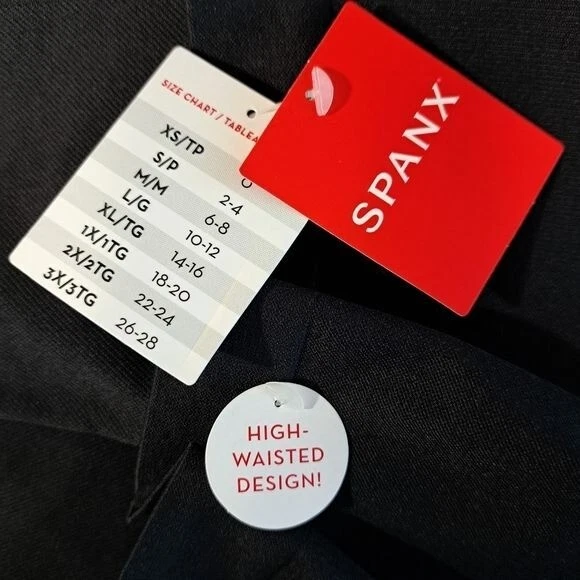 SIZE CHART / TABLEA
XS/TP 0
S/P 2-4
M/M 6-8
L/G 10-12
XL/TG 14-16
1X/1TG 18-20
2X/2TG 22-24
3X/3TG 26-28
SPANX
HIGH-
WAISTED
DESIGN!